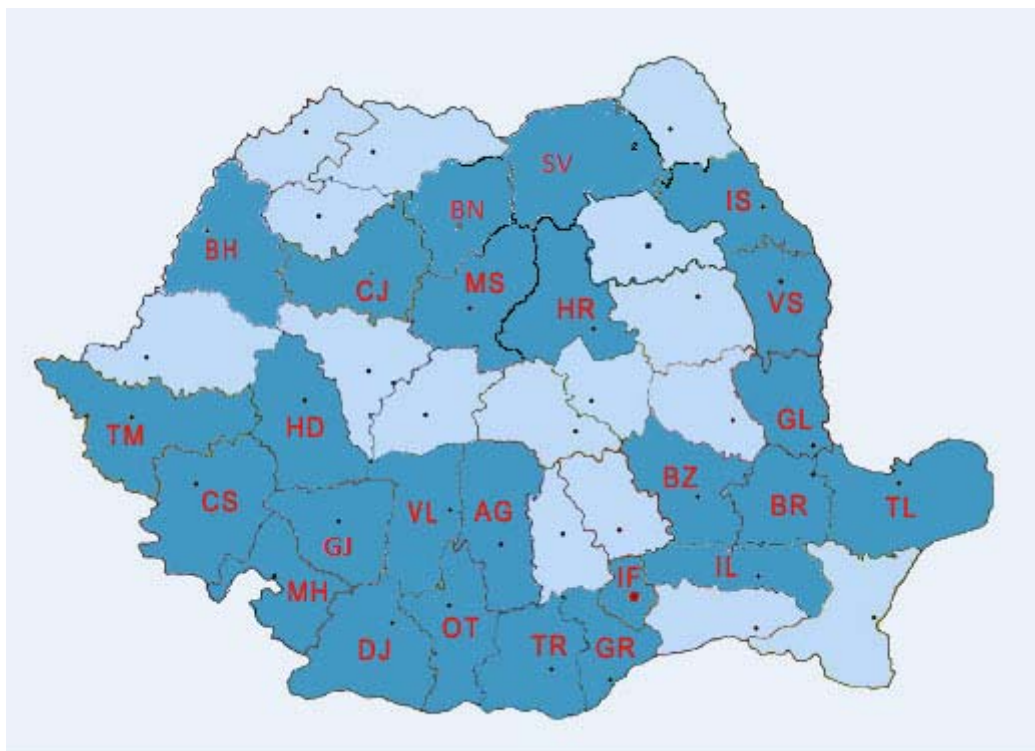 SV
IS
BN
BH
MS
CJ
VS
HR
HD
GL
TM
BZ
CS
BR
TL
VL
AG
GJ
IF
IL
MH
OT
DJ
TR
GR